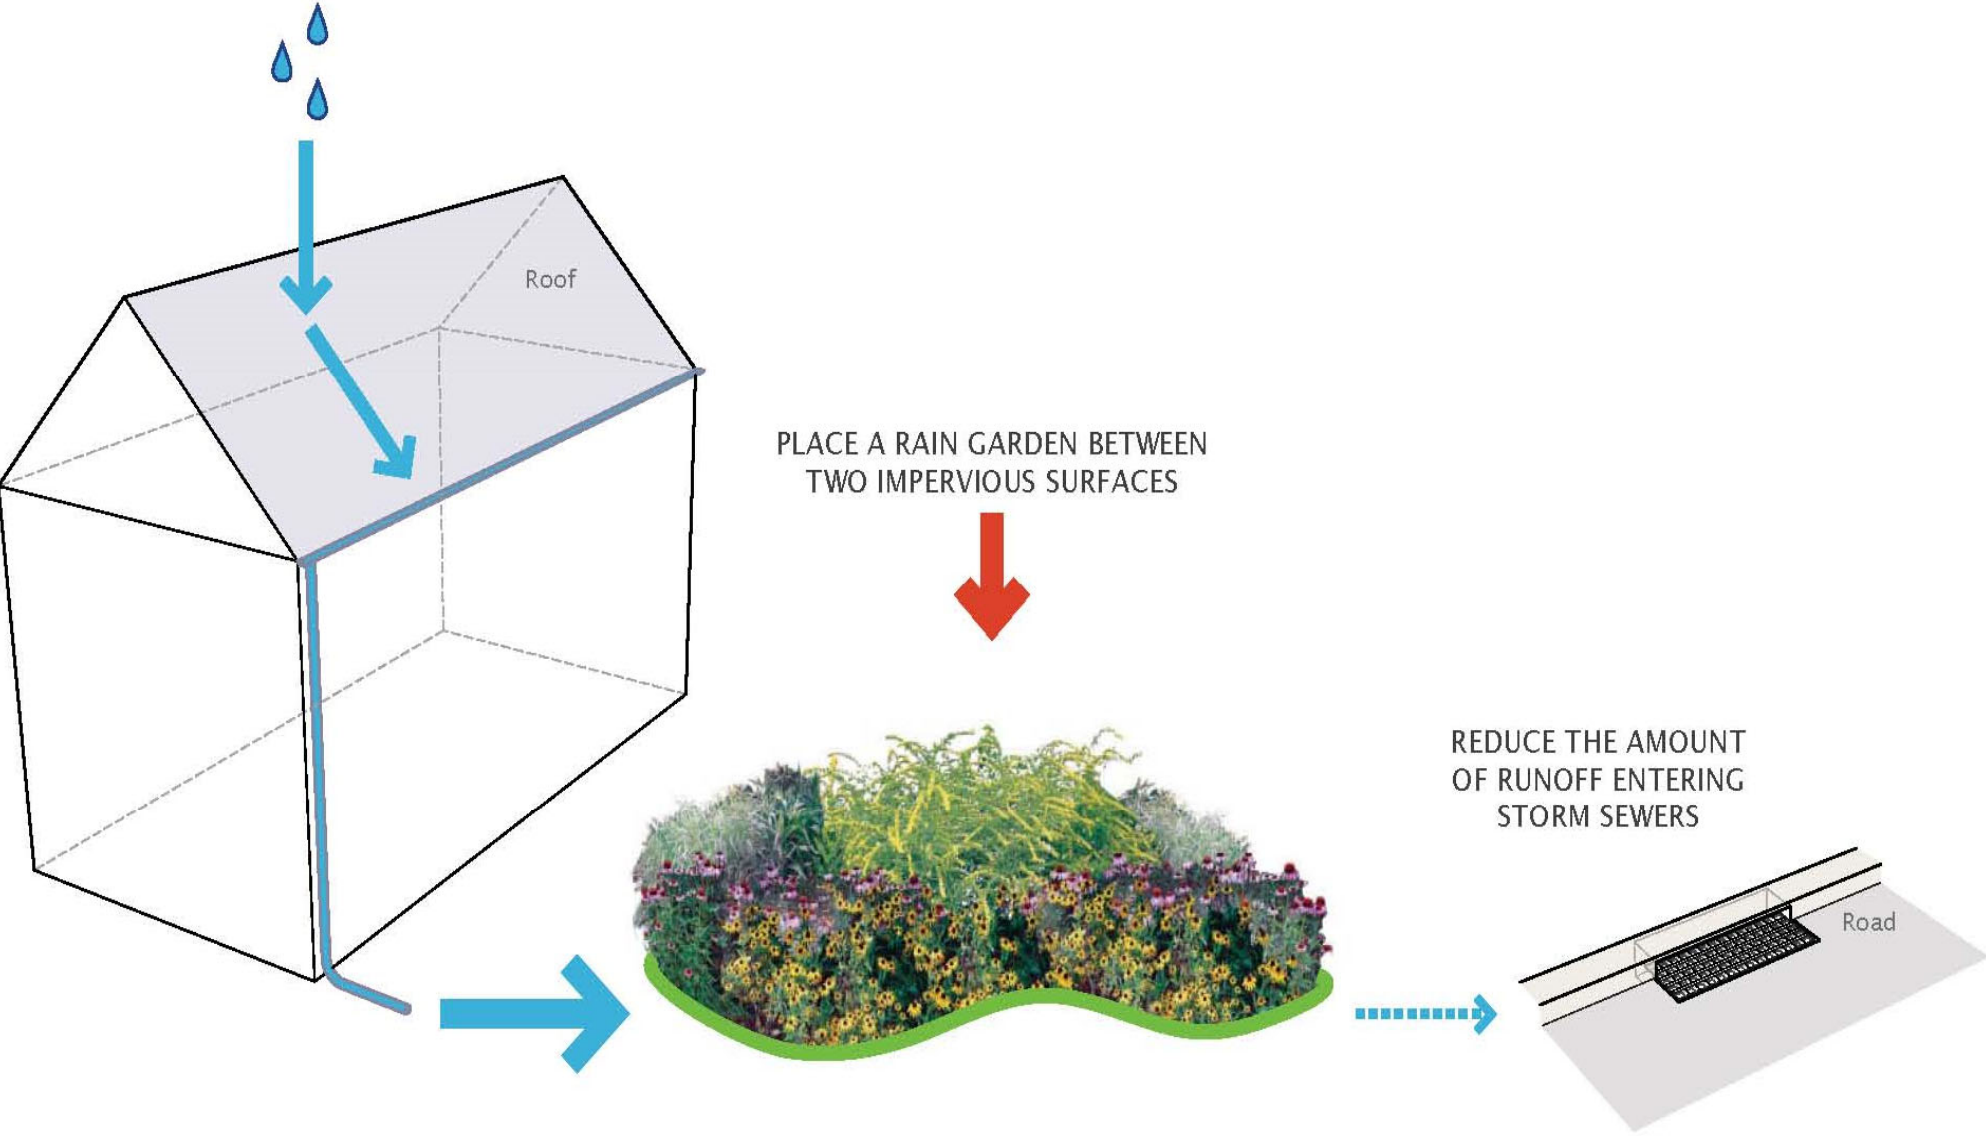 Roof
PLACE A RAIN GARDEN BETWEEN
TWO IMPERVIOUS SURFACES
REDUCE THE AMOUNT
OF RUNOFF ENTERING
STORM SEWERS
Road